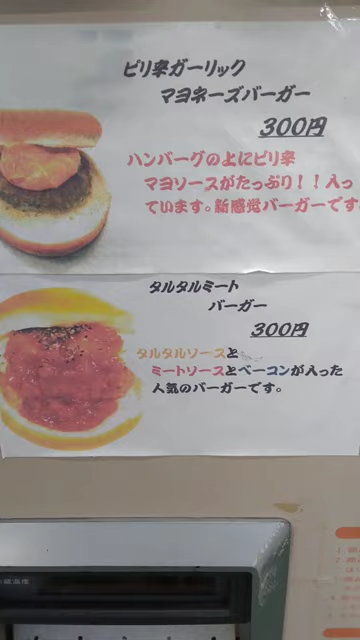 ピリ辛ガーリック
マヨネーズバーガー
300円
ハンバーグの上にピリ辛
マヨソースがたっぷり!!入っ
ています。新感覚バーガーです
タルタルミート
バーガー
300円
タルタルソースと
ミートソースとベーコンが入った
人気のバーガーです。